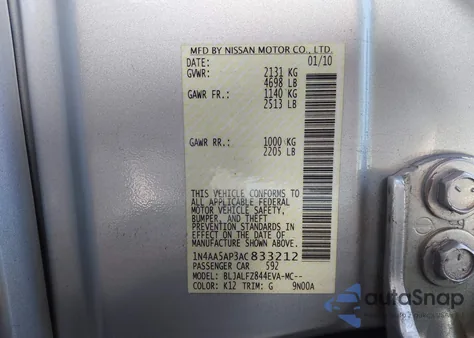 MFD BY NISSAN MOTOR CO., LTD.
DATE: 01/10
GVWR: 2131 KG
4698 LB
GAWR FR.: 1140 KG
2513 LB
GAWR RR.: 1000 KG
2205 LB
THIS VEHICLE CONFORMS TO
ALL APPLICABLE FEDERAL
MOTOR VEHICLE SAFETY,
BUMPER, AND THEFT
PREVENTION STANDARDS IN
EFFECT ON THE DATE OF
MANUFACTURE SHOWN ABOVE.
1N4AA5AP3AC833212
PASSENGER CAR 592
MODEL: BLJALFZ844EVA-MC--
COLOR: K12 TRIM: G 9N00A
autoSnap
www.autosnap